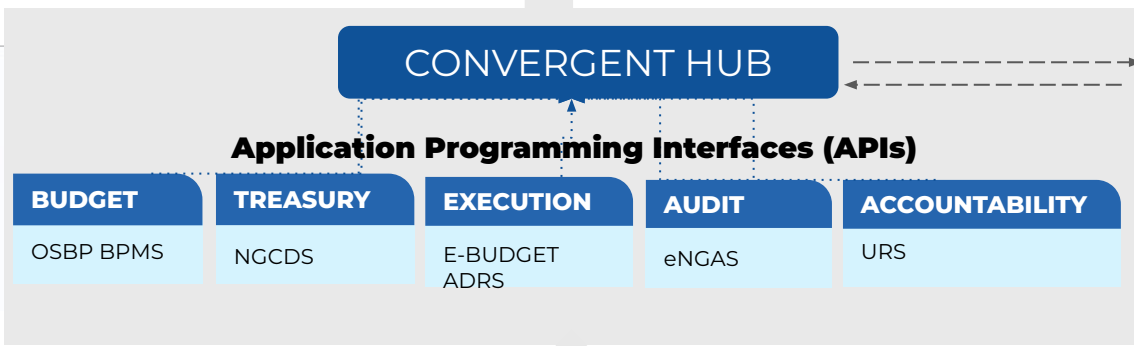 CONVERGENT HUB
Application Programming Interfaces (APIs)
BUDGET
OSBP BPMS
TREASURY
NGCDS
EXECUTION
E-BUDGET
ADRS
AUDIT
eNGAS
ACCOUNTABILITY
URS